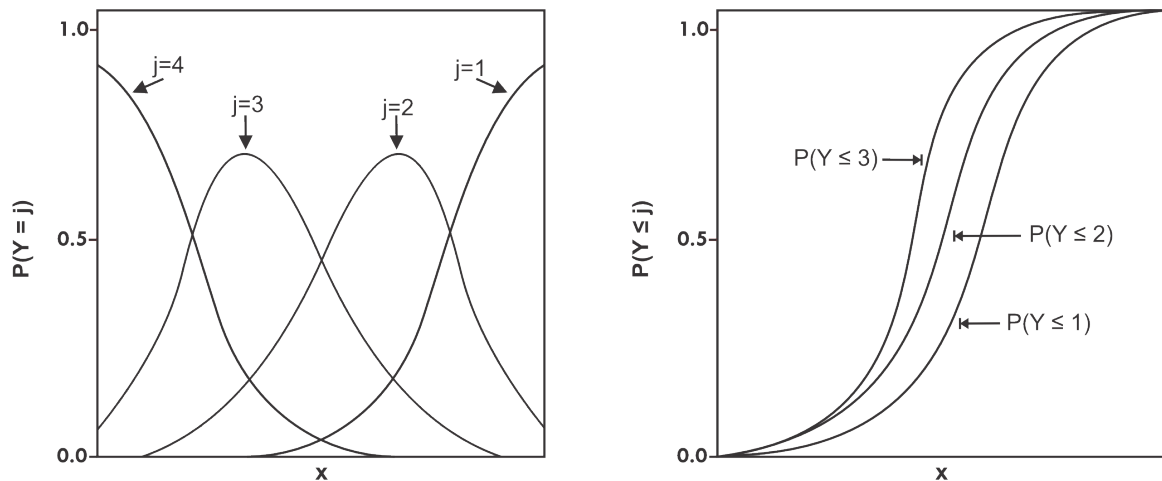 1.0
0.5
0.0
P(Y = j)
x
j=4
j=3
j=2
j=1
1.0
0.5
0.0
P(Y ≤ j)
x
P(Y ≤ 3)
P(Y ≤ 2)
P(Y ≤ 1)